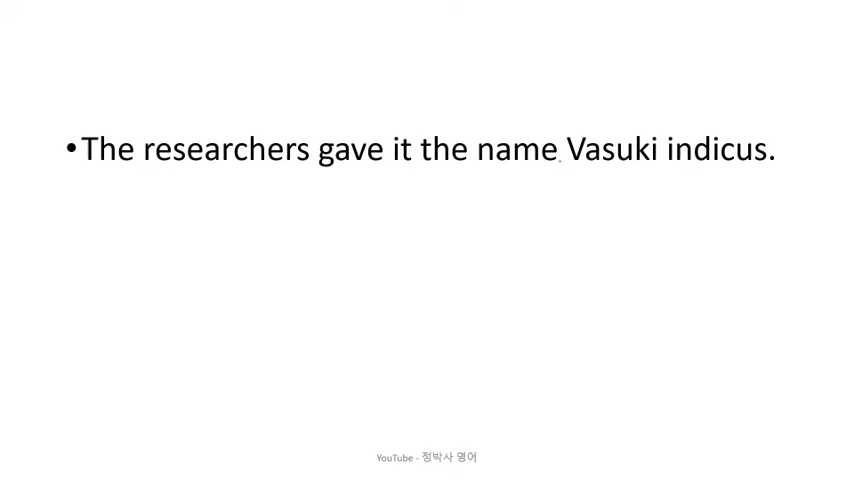 •The researchers gave it the name Vasuki indicus.
YouTube - 정박사 영어